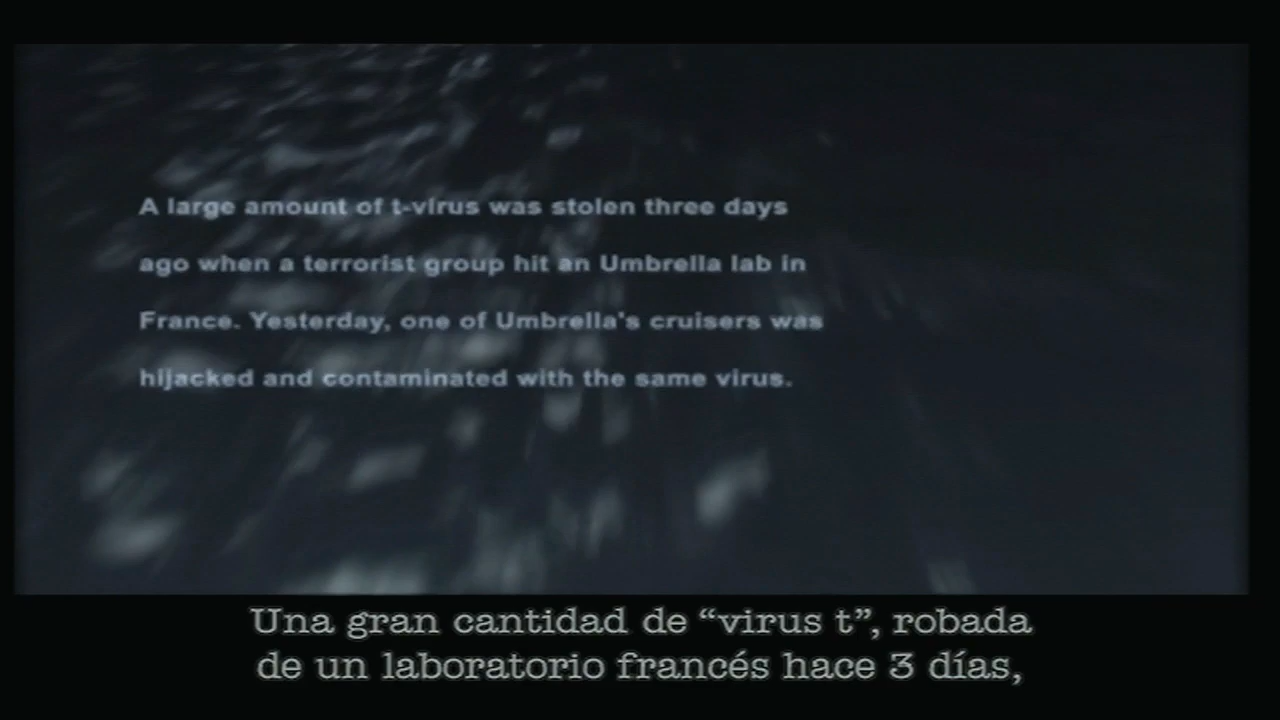 A large amount of t-virus was stolen three days
ago when a terrorist group hit an Umbrella lab in
France. Yesterday, one of Umbrella's cruisers was
hijacked and contaminated with the same virus.
Una gran cantidad de “virus t”, robada
de un laboratorio francés hace 3 días,